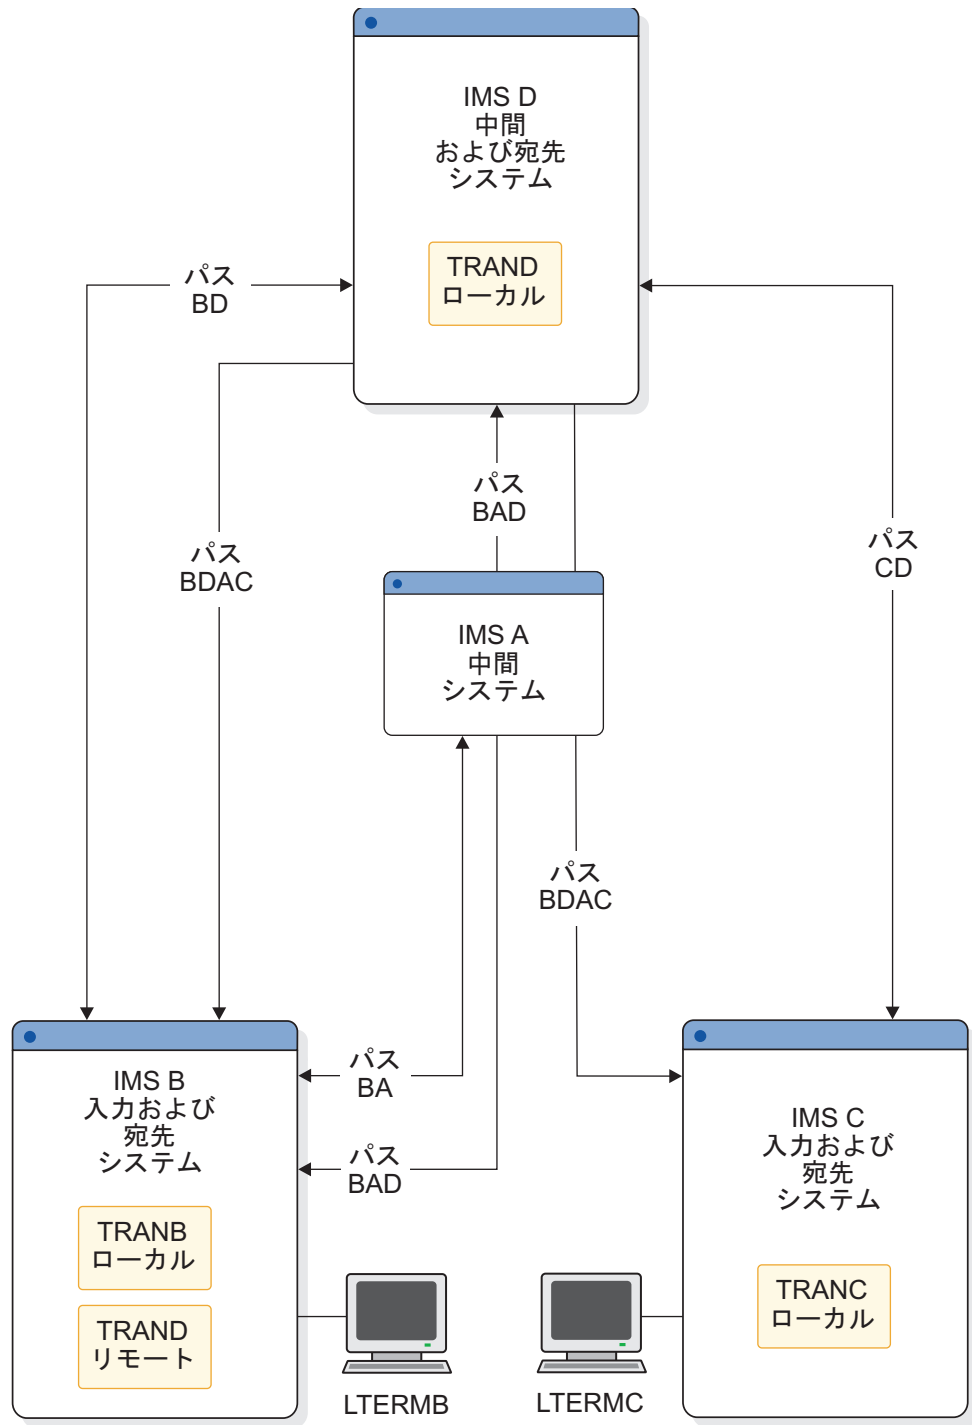 IMS D
中間
および宛先
システム
TRAND
ローカル
パス
BD
パス
BAD
パス
BDAC
パス
CD
IMS A
中間
システム
パス
BDAC
パス
BA
パス
BAD
IMS B
入力および
宛先
システム
TRANB
ローカル
TRAND
リモート
LTERMB
IMS C
入力および
宛先
システム
TRANC
ローカル
LTERMC